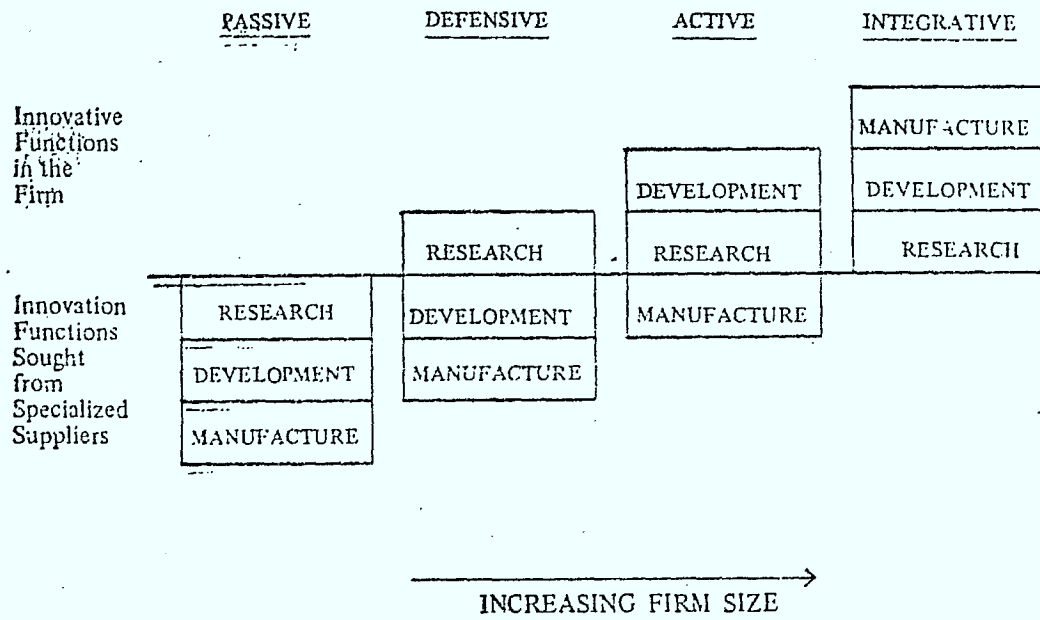 PASSIVE DEFENSIVE ACTIVE INTEGRATIVE
Innovative
Functions
in the
Firm
MANUFACTURE
DEVELOPMENT DEVELOPMENT
RESEARCH RESEARCH RESEARCH
Innovation
Functions
Sought
from
Specialized
Suppliers
RESEARCH DEVELOPMENT MANUFACTURE
DEVELOPMENT MANUFACTURE
MANUFACTURE
INCREASING FIRM SIZE